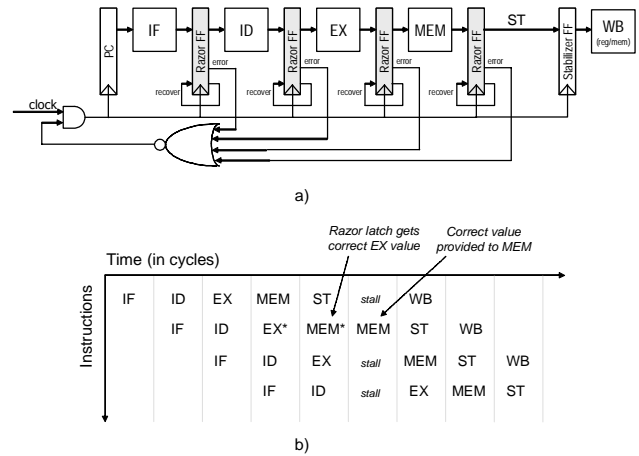 IF ID EX MEM ST
PC Razor FF Razor FF Razor FF Razor FF Stabilizer FF
WB
(reg/mem)
error error error error
recover recover recover recover
clock
a)
Razor latch gets
correct EX value
Correct value
provided to MEM
Time (in cycles)
Instructions
IF ID EX MEM ST stall WB
IF ID EX* MEM* MEM ST WB
IF ID EX stall MEM ST WB
IF ID stall EX MEM ST
b)